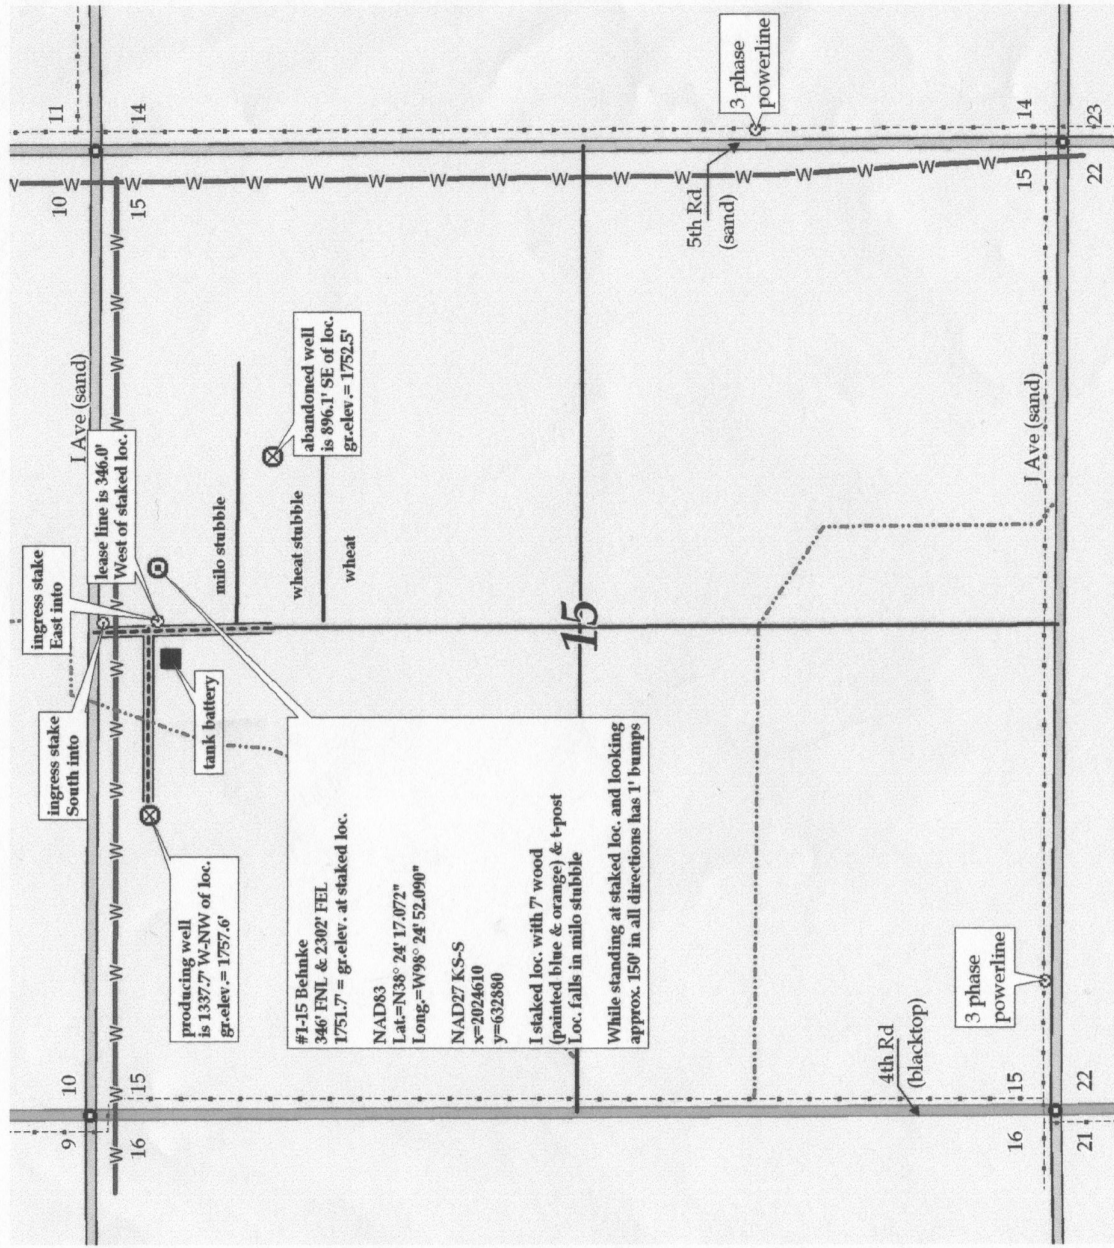 11
14
10
15
I Ave (sand)
ingress stake
East into
lease line is 346.0'
West of staked loc.
ingress stake
South into
tank battery
milo stubble
wheat stubble
wheat
abandoned well
is 896.1' SE of loc.
gr.elev.= 1752.5'
producing well
is 1337.7' W-NW of loc.
gr.elev.= 1757.6'
#1-15 Behnke
346' FNL & 2302' FEL
1751.7' = gr.elev. at staked loc.
NAD83
Lat.=N38° 24' 17.072"
Long.=W98° 24' 52.090"
NAD27 KS-S
x=2024610
y=632880
I staked loc. with 7' wood
(painted blue & orange) & t-post
Loc. falls in milo stubble
While standing at staked loc. and looking
approx. 150' in all directions has 1' bumps
15
9
10
16
15
5th Rd
(sand)
3 phase
powerline
J Ave (sand)
3 phase
powerline
4th Rd
(blacktop)
16
15
21
22
15
14
22
23
W W W W W W W W W W W W W W W
W W W W W W W W W W W W W W W W W